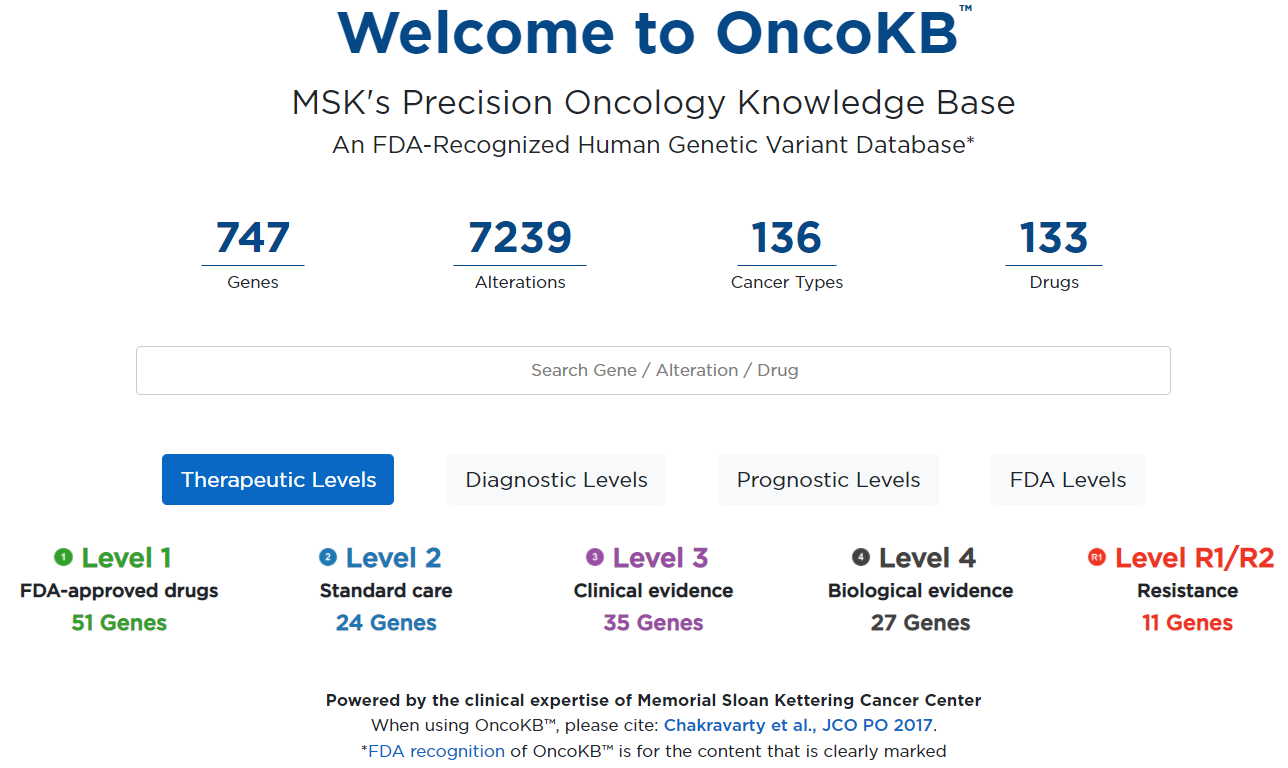 Welcome to OncoKB™
MSK's Precision Oncology Knowledge Base
An FDA-Recognized Human Genetic Variant Database*
747 7239 136 133
Genes Alterations Cancer Types Drugs
Search Gene / Alteration / Drug
Therapeutic Levels Diagnostic Levels Prognostic Levels FDA Levels
1 Level 1 2 Level 2 3 Level 3 4 Level 4 R1 Level R1/R2
FDA-approved drugs Standard care Clinical evidence Biological evidence Resistance
51 Genes 24 Genes 35 Genes 27 Genes 11 Genes
Powered by the clinical expertise of Memorial Sloan Kettering Cancer Center
When using OncoKB™, please cite: Chakravarty et al., JCO PO 2017.
*FDA recognition of OncoKB™ is for the content that is clearly marked